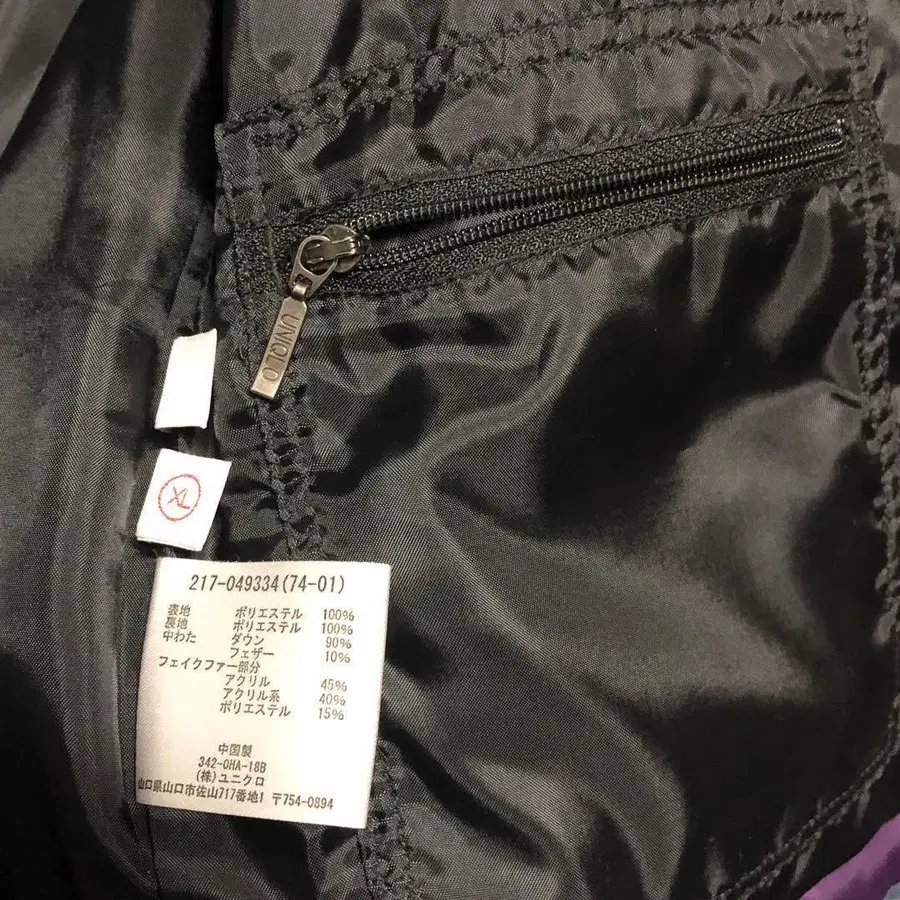 UNIQLO
XL
217-049334(74-01)
表地 ポリエステル 100%
裏地 ポリエステル 100%
中わた ダウン 90%
フェザー 10%
フェイクファー部分
アクリル 45%
アクリル系 40%
ポリエステル 15%
中国製
342-OHA-18B
(株)ユニクロ
山口県山口市佐山717番地1 〒754-0894